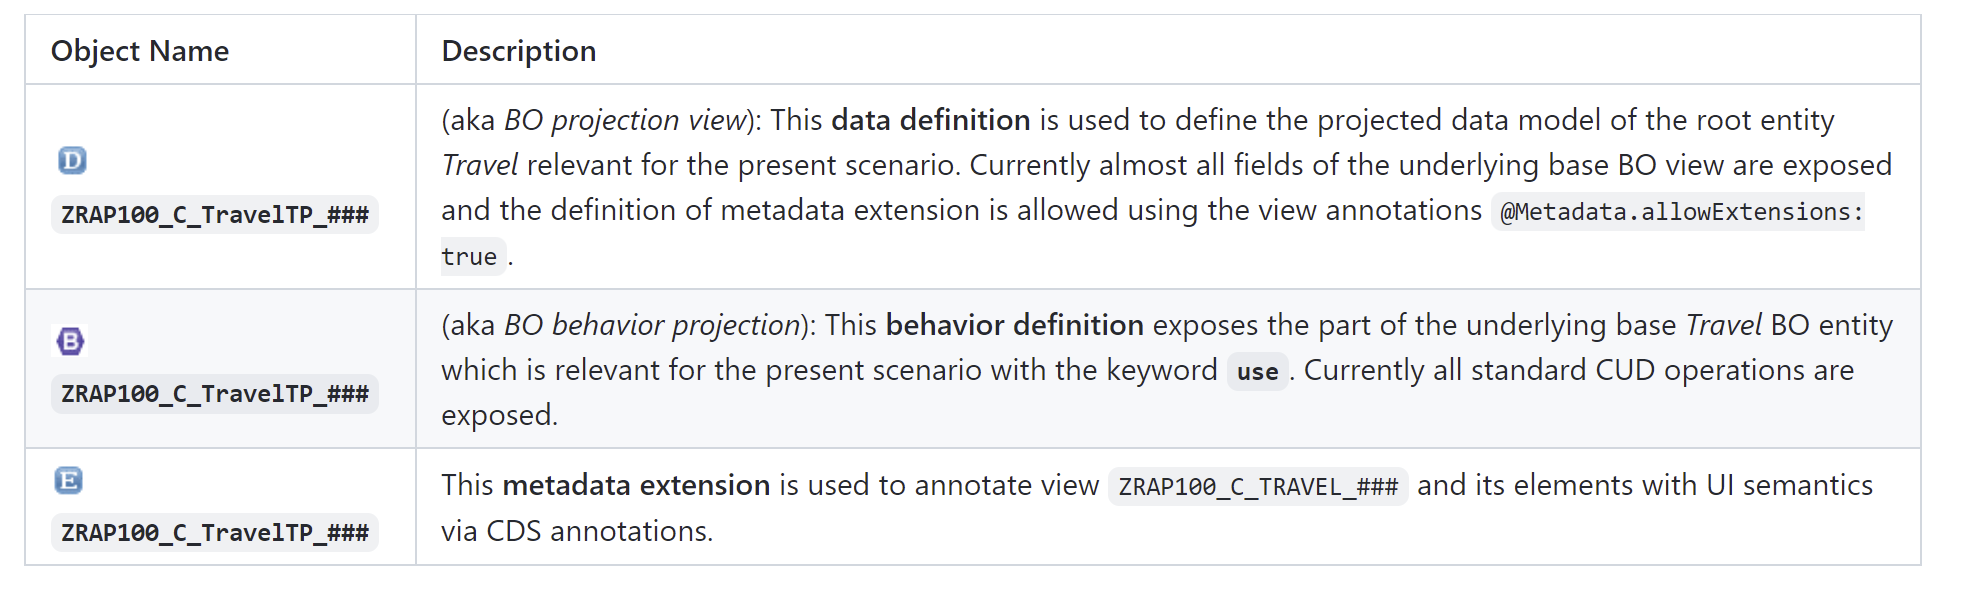 Object Name
Description
D
ZRAP100_C_TravelTP_###
(aka BO projection view): This data definition is used to define the projected data model of the root entity
Travel relevant for the present scenario. Currently almost all fields of the underlying base BO view are exposed
and the definition of metadata extension is allowed using the view annotations @Metadata.allowExtensions:
true .
B
ZRAP100_C_TravelTP_###
(aka BO behavior projection): This behavior definition exposes the part of the underlying base Travel BO entity
which is relevant for the present scenario with the keyword use . Currently all standard CUD operations are
exposed.
E
ZRAP100_C_TravelTP_###
This metadata extension is used to annotate view ZRAP100_C_TRAVEL_### and its elements with UI semantics
via CDS annotations.